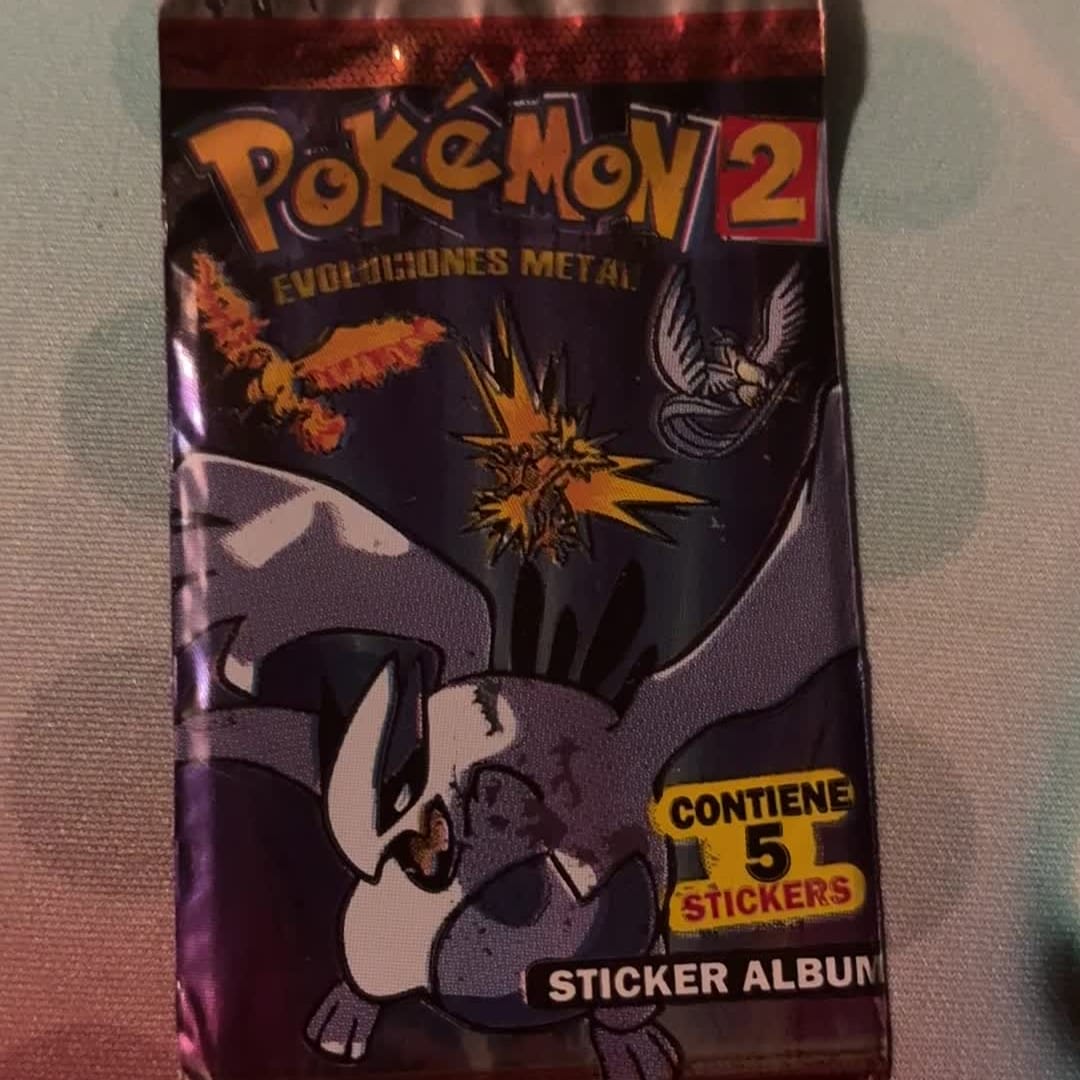 Pokémon 2
EVOLUCIONES METAL
CONTIENE
5
STICKERS
STICKER ALBUM